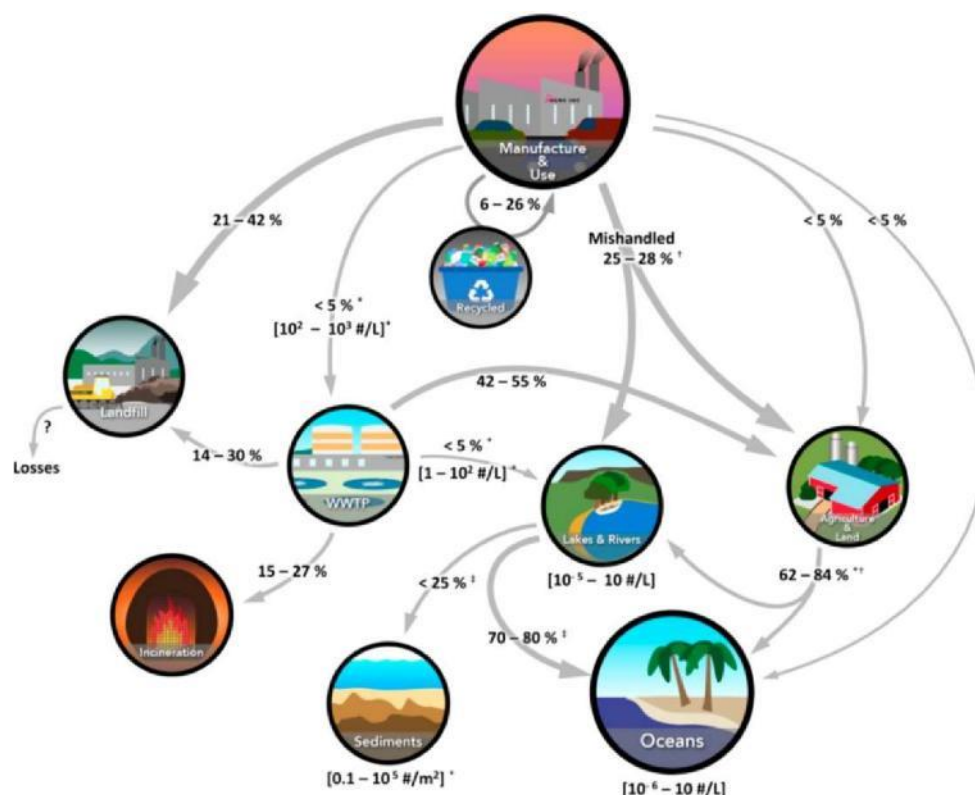 Manufacture
&
Use
21 – 42 %
6 – 26 %
Recycled
Mishandled
25 – 28 % †
< 5 %
< 5 %
< 5 % *
[10² – 10³ #/L]*
Landfill
?
Losses
14 – 30 %
42 – 55 %
WWTP
< 5 % *
[1 – 10² #/L] *
Lakes & Rivers
[10⁻⁵ – 10 #/L]
Agriculture
&
Land
62 – 84 % *†
15 – 27 %
Incineration
< 25 % ‡
70 – 80 % ‡
Sediments
[0.1 – 10⁵ #/m²] *
Oceans
[10⁻⁶ – 10 #/L]